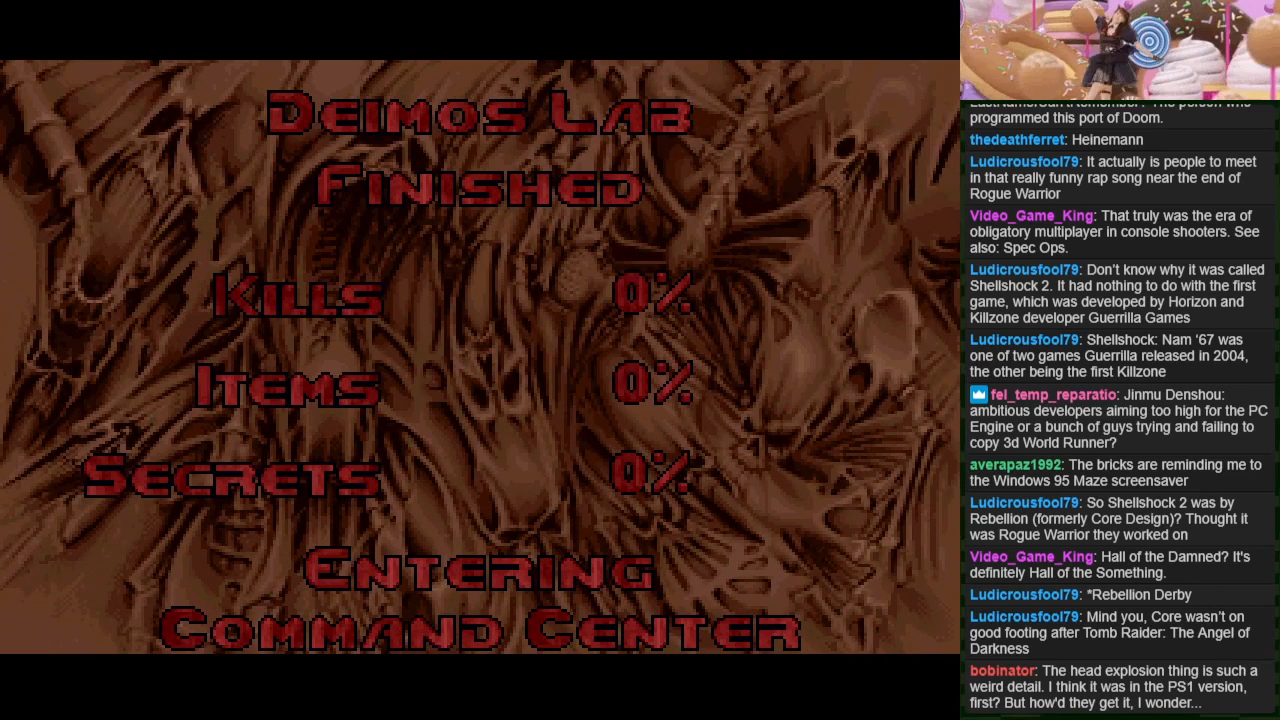 Deimos Lab
Finished
Kills 0%
Items 0%
Secrets 0%
Entering
Command Center
programmed this port of Doom.
thedeathferret: Heinemann
Ludicrousfool79: It actually is people to meet
in that really funny rap song near the end of
Rogue Warrior
Video_Game_King: That truly was the era of
obligatory multiplayer in console shooters. See
also: Spec Ops.
Ludicrousfool79: Don't know why it was called
Shellshock 2. It had nothing to do with the first
game, which was developed by Horizon and
Killzone developer Guerrilla Games
Ludicrousfool79: Shellshock: Nam '67 was
one of two games Guerrilla released in 2004,
the other being the first Killzone
fel_temp_reparatio: Jinmu Denshou:
ambitious developers aiming too high for the PC
Engine or a bunch of guys trying and failing to
copy 3d World Runner?
averapaz1992: The bricks are reminding me to
the Windows 95 Maze screensaver
Ludicrousfool79: So Shellshock 2 was by
Rebellion (formerly Core Design)? Thought it
was Rogue Warrior they worked on
Video_Game_King: Hall of the Damned? It's
definitely Hall of the Something.
Ludicrousfool79: *Rebellion Derby
Ludicrousfool79: Mind you, Core wasn't on
good footing after Tomb Raider: The Angel of
Darkness
bobinator: The head explosion thing is such a
weird detail. I think it was in the PS1 version,
first? But how'd they get it, I wonder...